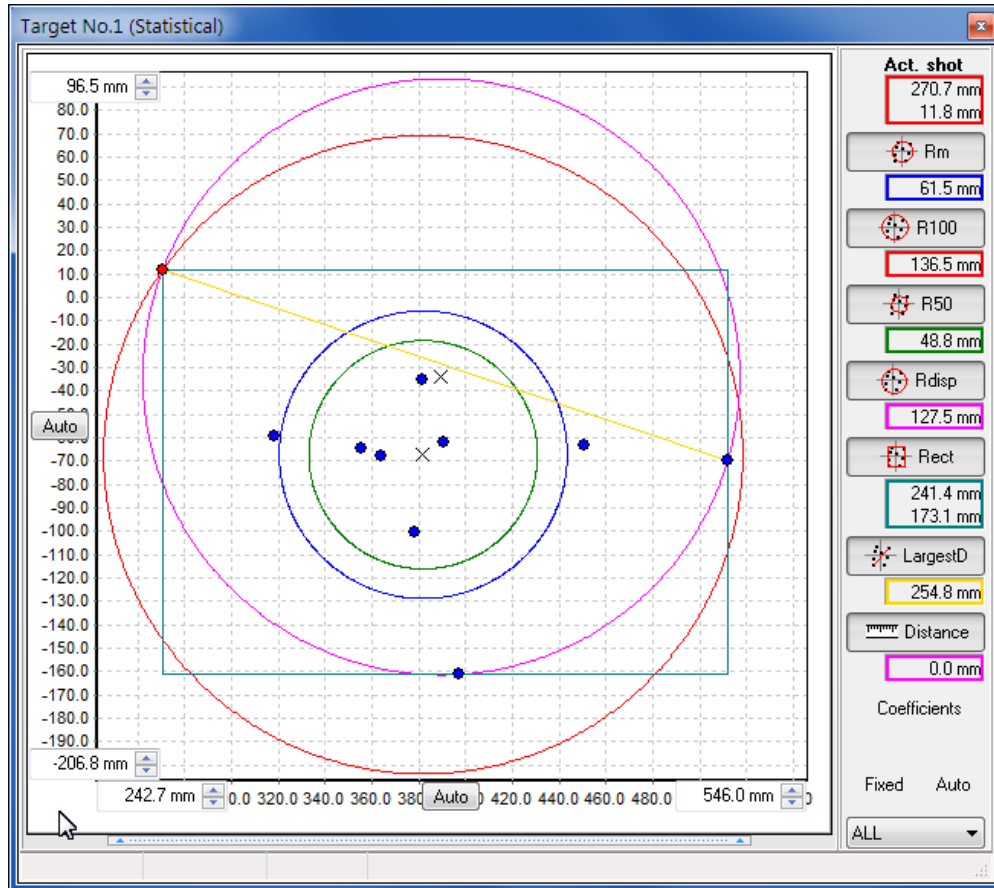 Target No.1 (Statistical)
96.5 mm
80.0
70.0
60.0
50.0
40.0
30.0
20.0
10.0
0.0
-10.0
-20.0
-30.0
-40.0
Auto
-70.0
-80.0
-90.0
-100.0
-110.0
-120.0
-130.0
-140.0
-150.0
-160.0
-170.0
-180.0
-190.0
-206.8 mm
242.7 mm 0.0 320.0 340.0 360.0 380 Auto 420.0 440.0 460.0 480.0 546.0 mm 0
Act. shot
270.7 mm
11.8 mm
Rm
61.5 mm
R100
136.5 mm
R50
48.8 mm
Rdisp
127.5 mm
Rect
241.4 mm
173.1 mm
LargestD
254.8 mm
Distance
0.0 mm
Coefficients
Fixed Auto
ALL